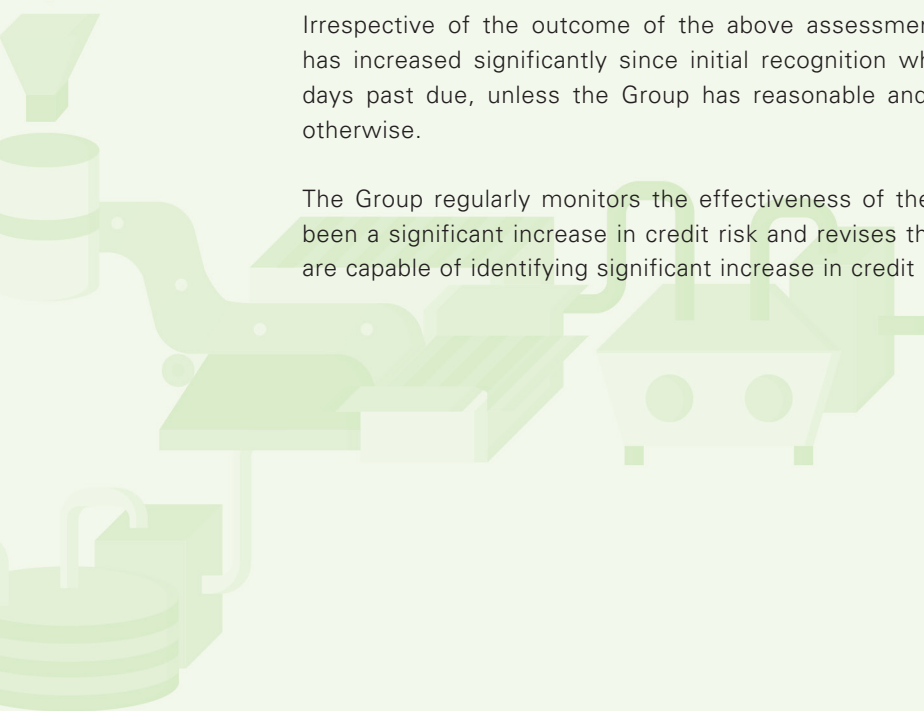 Irrespective of the outcome of the above assessmen
has increased significantly since initial recognition wh
days past due, unless the Group has reasonable and
otherwise.
The Group regularly monitors the effectiveness of the
been a significant increase in credit risk and revises th
are capable of identifying significant increase in credit